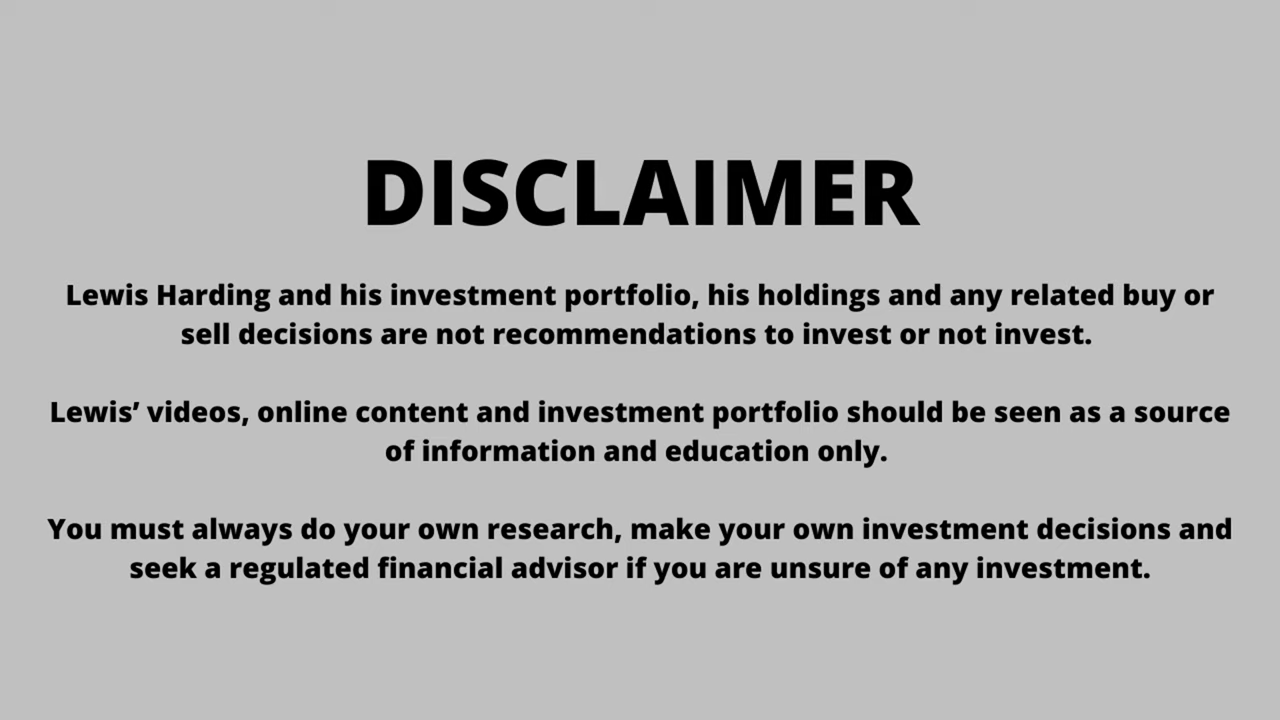 DISCLAIMER
Lewis Harding and his investment portfolio, his holdings and any related buy or
sell decisions are not recommendations to invest or not invest.
Lewis’ videos, online content and investment portfolio should be seen as a source
of information and education only.
You must always do your own research, make your own investment decisions and
seek a regulated financial advisor if you are unsure of any investment.